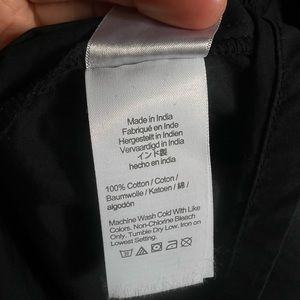 Made in India
Fabriqué en Inde
Hergestellt in Indien
Vervaardigd in India
インド製
hecho en india
100% Cotton / Coton /
Baumwolle / Katoen / 綿 /
algodón
Machine Wash Cold With Like
Colors. Non-Chlorine Bleach
Only. Tumble Dry Low. Iron on
Lowest Setting.